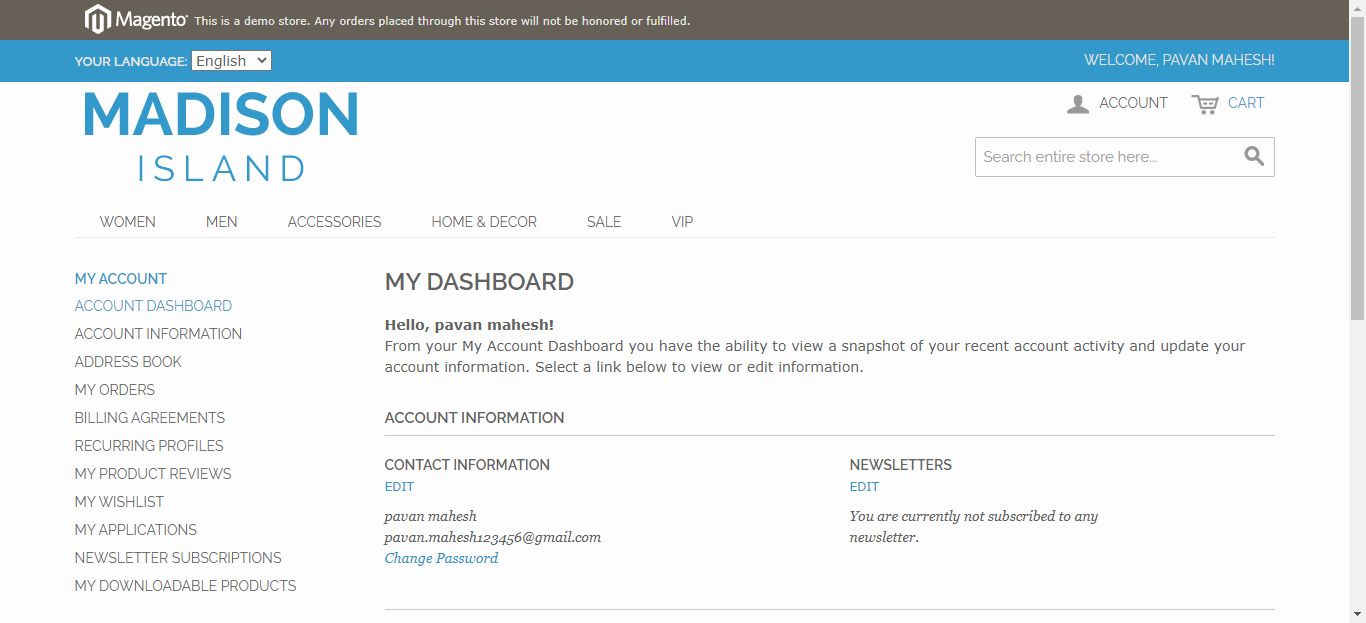 Magento This is a demo store. Any orders placed through this store will not be honored or fulfilled.
YOUR LANGUAGE: English WELCOME, PAVAN MAHESH!
MADISON
ISLAND
ACCOUNT CART
Search entire store here...
WOMEN MEN ACCESSORIES HOME & DECOR SALE VIP
MY ACCOUNT
ACCOUNT DASHBOARD
ACCOUNT INFORMATION
ADDRESS BOOK
MY ORDERS
BILLING AGREEMENTS
RECURRING PROFILES
MY PRODUCT REVIEWS
MY WISHLIST
MY APPLICATIONS
NEWSLETTER SUBSCRIPTIONS
MY DOWNLOADABLE PRODUCTS
MY DASHBOARD
Hello, pavan mahesh!
From your My Account Dashboard you have the ability to view a snapshot of your recent account activity and update your
account information. Select a link below to view or edit information.
ACCOUNT INFORMATION
CONTACT INFORMATION
EDIT
pavan mahesh
pavan.mahesh123456@gmail.com
Change Password
NEWSLETTERS
EDIT
You are currently not subscribed to any
newsletter.